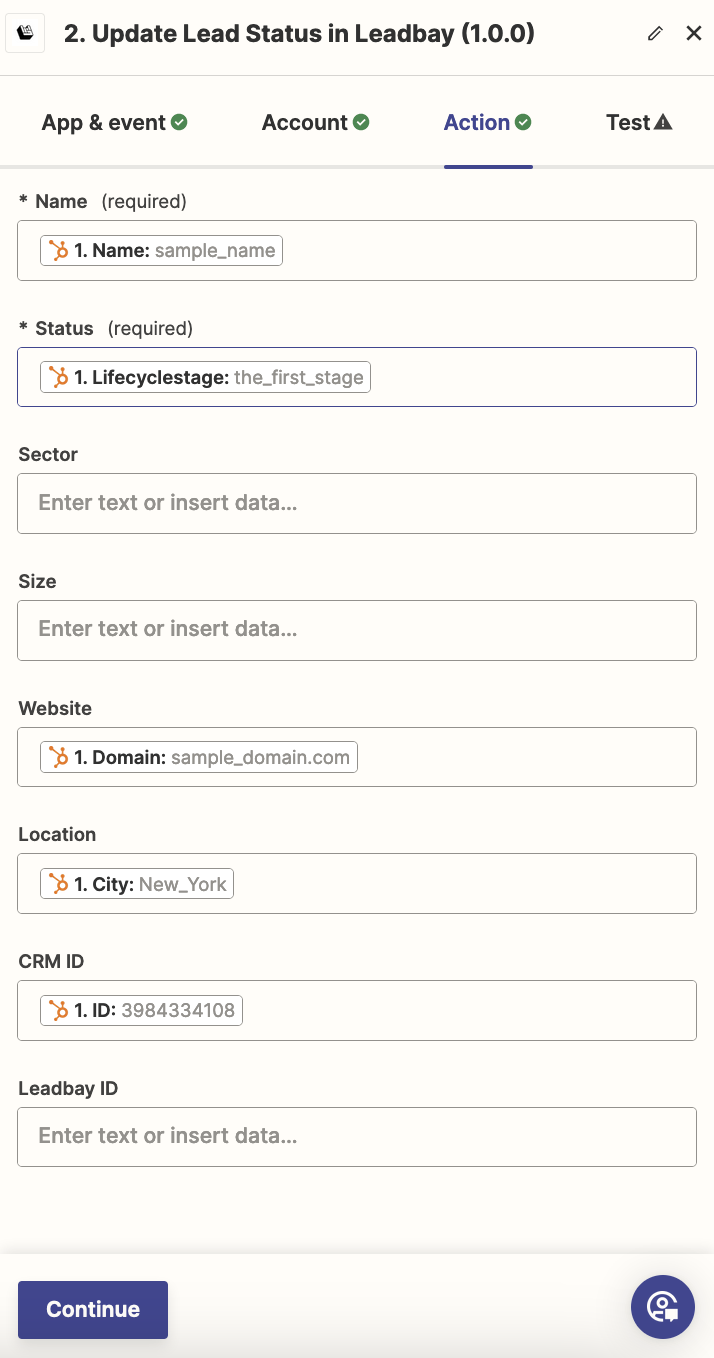 2. Update Lead Status in Leadbay (1.0.0)
App & event Account Action Test
* Name (required)
1. Name: sample_name
* Status (required)
1. Lifecyclestage: the_first_stage
Sector
Enter text or insert data...
Size
Enter text or insert data...
Website
1. Domain: sample_domain.com
Location
1. City: New_York
CRM ID
1. ID: 3984334108
Leadbay ID
Enter text or insert data...
Continue